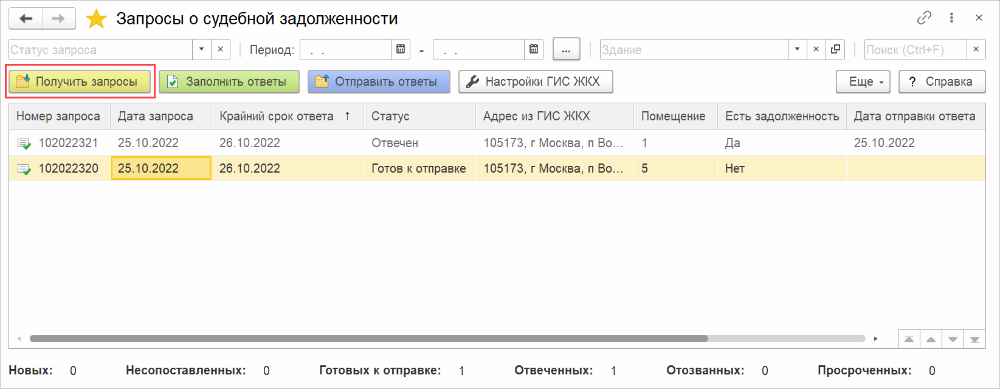 Запросы о судебной задолженности
Статус запроса Период: . . - . . ... Здание Поиск (Ctrl+F)
Получить запросы Заполнить ответы Отправить ответы Настройки ГИС ЖКХ Еще ? Справка
Номер запроса Дата запроса Крайний срок ответа ↑ Статус Адрес из ГИС ЖКХ Помещение Есть задолженность Дата отправки ответа
102022321 25.10.2022 26.10.2022 Отвечен 105173, г Москва, п Во... 1 Да 25.10.2022
102022320 25.10.2022 26.10.2022 Готов к отправке 105173, г Москва, п Во... 5 Нет
Новых: 0 Несопоставленных: 0 Готовых к отправке: 1 Отвеченных: 1 Отозванных: 0 Просроченных: 0